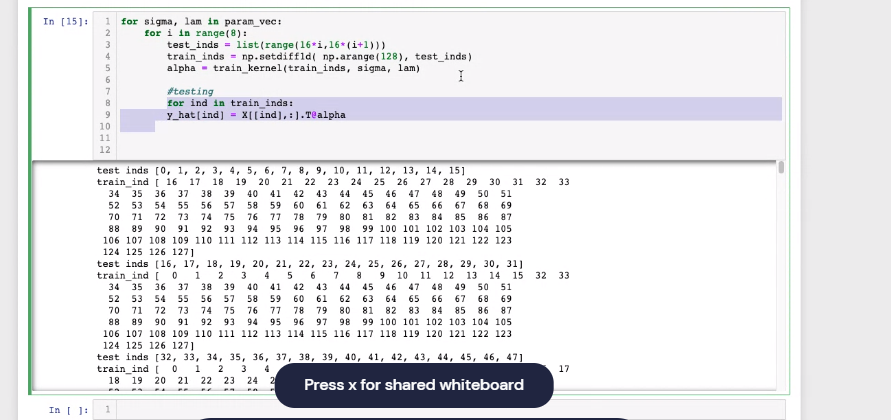 In [15]:
1 for sigma, lam in param_vec:
2 for i in range(8):
3 test_inds = list(range(16*i,16*(i+1)))
4 train_inds = np.setdiff1d( np.arange(128), test_inds)
5 alpha = train_kernel(train_inds, sigma, lam)
6
7 #testing
8 for ind in train_inds:
9 y_hat[ind] = X[[ind],:].T@alpha
10
11
12
test inds [0, 1, 2, 3, 4, 5, 6, 7, 8, 9, 10, 11, 12, 13, 14, 15]
train_ind [ 16 17 18 19 20 21 22 23 24 25 26 27 28 29 30 31 32 33
34 35 36 37 38 39 40 41 42 43 44 45 46 47 48 49 50 51
52 53 54 55 56 57 58 59 60 61 62 63 64 65 66 67 68 69
70 71 72 73 74 75 76 77 78 79 80 81 82 83 84 85 86 87
88 89 90 91 92 93 94 95 96 97 98 99 100 101 102 103 104 105
106 107 108 109 110 111 112 113 114 115 116 117 118 119 120 121 122 123
124 125 126 127]
test inds [16, 17, 18, 19, 20, 21, 22, 23, 24, 25, 26, 27, 28, 29, 30, 31]
train_ind [ 0 1 2 3 4 5 6 7 8 9 10 11 12 13 14 15 32 33
34 35 36 37 38 39 40 41 42 43 44 45 46 47 48 49 50 51
52 53 54 55 56 57 58 59 60 61 62 63 64 65 66 67 68 69
70 71 72 73 74 75 76 77 78 79 80 81 82 83 84 85 86 87
88 89 90 91 92 93 94 95 96 97 98 99 100 101 102 103 104 105
106 107 108 109 110 111 112 113 114 115 116 117 118 119 120 121 122 123
124 125 126 127]
test inds [32, 33, 34, 35, 36, 37, 38, 39, 40, 41, 42, 43, 44, 45, 46, 47]
train_ind [ 0 1 2 3 4 17
18 19 20 21 22 23 24
Press x for shared whiteboard
In [ ]: 1